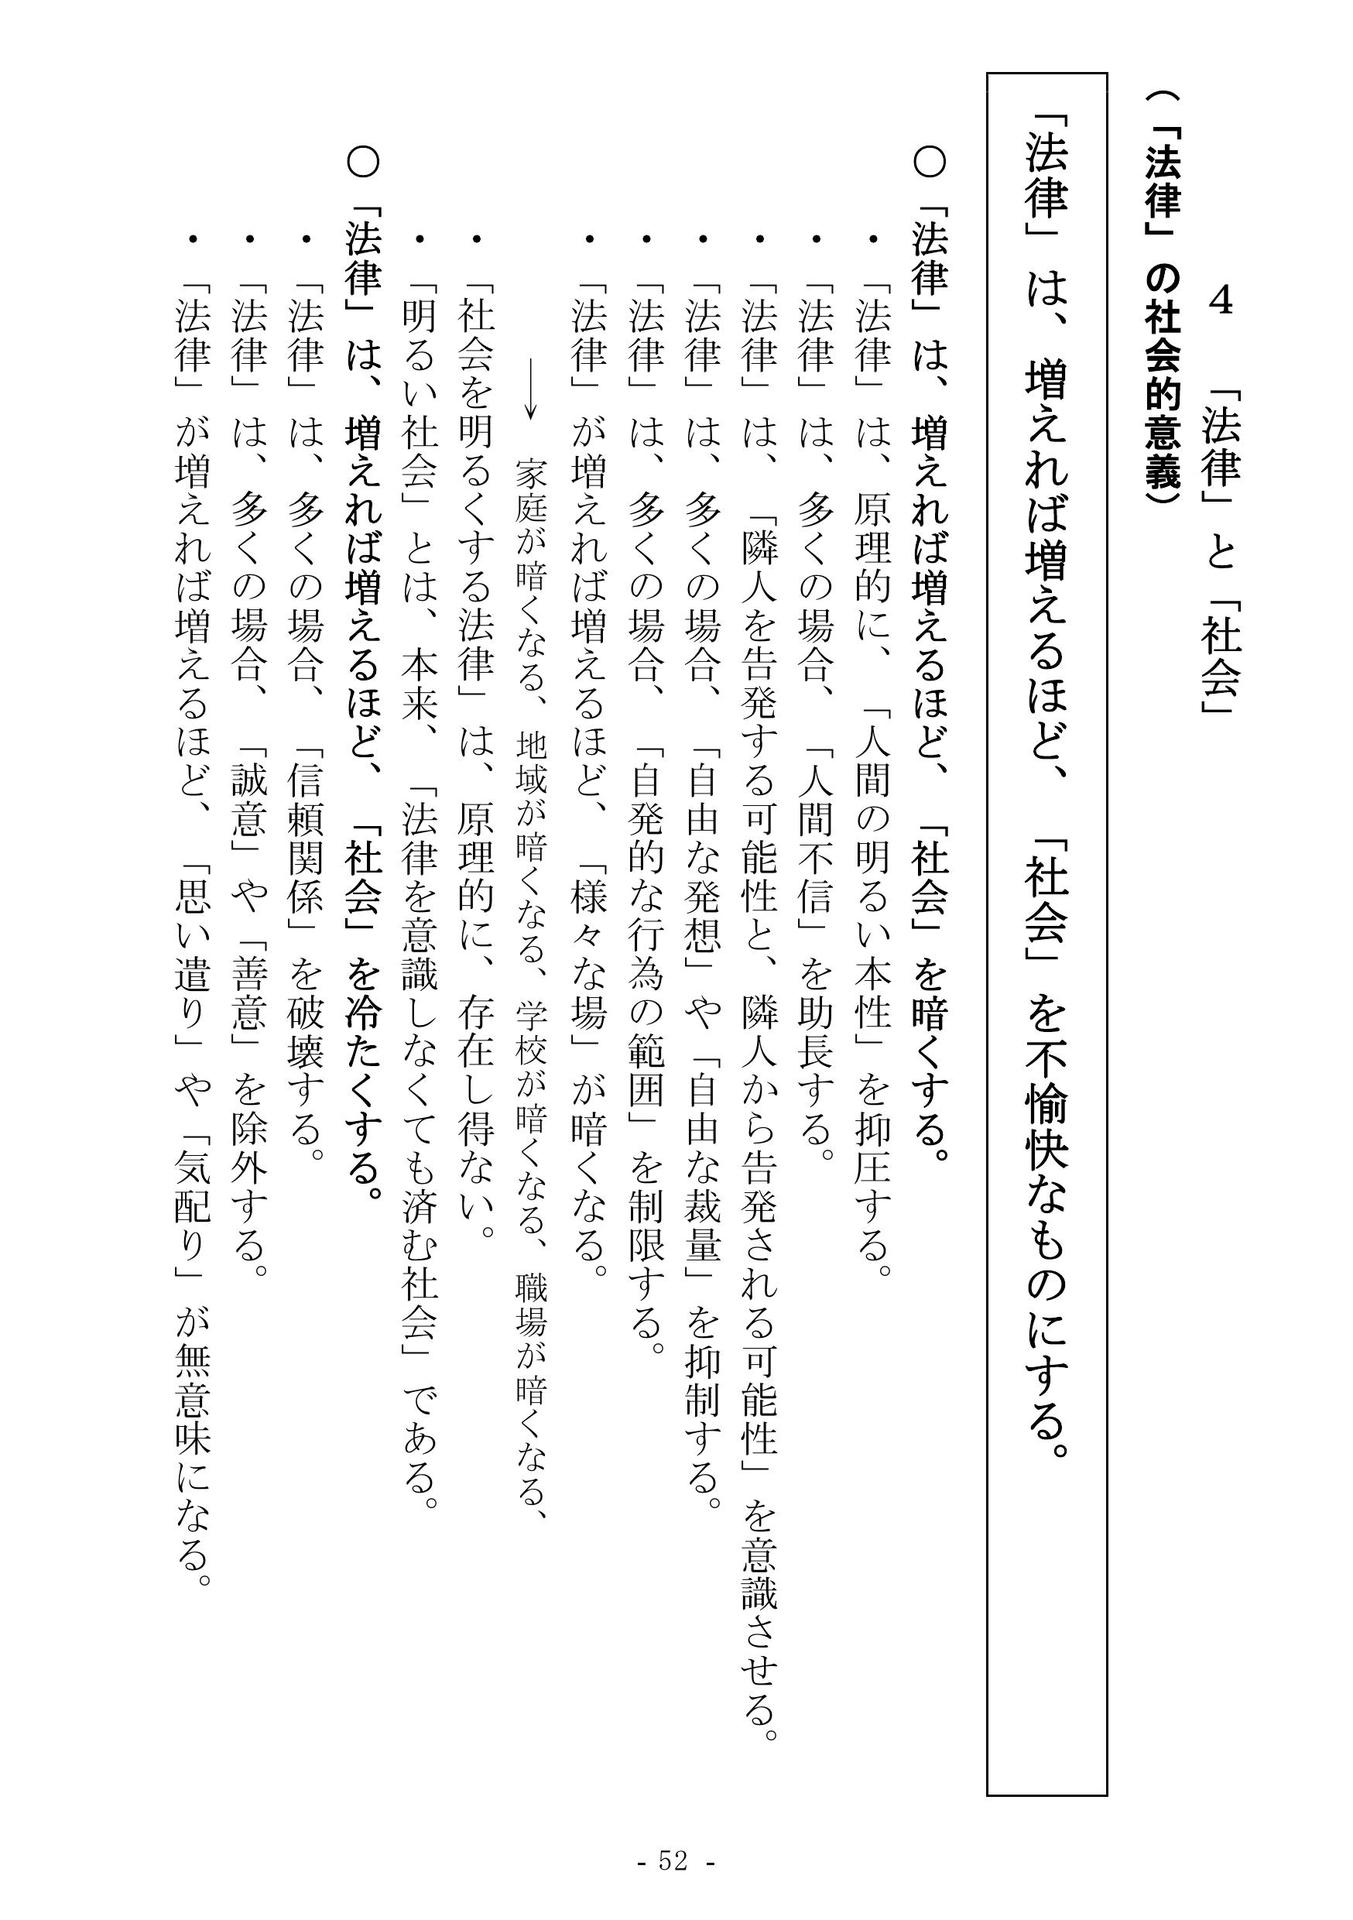 4 「法律」と「社会」
（「法律」の社会的意義）
「法律」は、増えれば増えるほど、「社会」を不愉快なものにする。
○「法律」は、増えれば増えるほど、「社会」を暗くする。
・「法律」は、原理的に、「人間の明るい本性」を抑圧する。
・「法律」は、多くの場合、「人間不信」を助長する。
・「法律」は、「隣人を告発する可能性と、隣人から告発される可能性」を意識させる。
・「法律」は、多くの場合、「自由な発想」や「自由な裁量」を抑制する。
・「法律」は、多くの場合、「自発的な行為の範囲」を制限する。
・「法律」が増えれば増えるほど、「様々な場」が暗くなる。
→ 家庭が暗くなる、地域が暗くなる、学校が暗くなる、職場が暗くなる、
・「社会を明るくする法律」は、原理的に、存在し得ない。
・「明るい社会」とは、本来、「法律を意識しなくても済む社会」である。
○「法律」は、増えれば増えるほど、「社会」を冷たくする。
・「法律」は、多くの場合、「信頼関係」を破壊する。
・「法律」は、多くの場合、「誠意」や「善意」を除外する。
・「法律」が増えれば増えるほど、「思い遣り」や「気配り」が無意味になる。
- 52 -